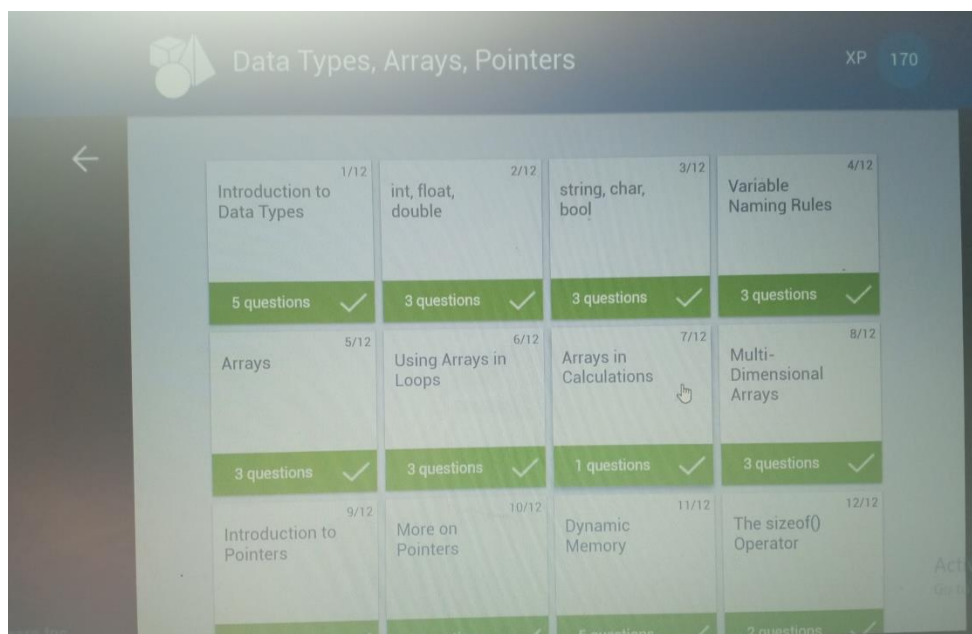 Data Types, Arrays, Pointers
XP 170
1/12
Introduction to
Data Types
5 questions
2/12
int, float,
double
3 questions
3/12
string, char,
bool
3 questions
4/12
Variable
Naming Rules
3 questions
5/12
Arrays
3 questions
6/12
Using Arrays in
Loops
3 questions
7/12
Arrays in
Calculations
1 questions
8/12
Multi-
Dimensional
Arrays
3 questions
9/12
Introduction to
Pointers
10/12
More on
Pointers
11/12
Dynamic
Memory
questions
12/12
The sizeof()
Operator
2 questions